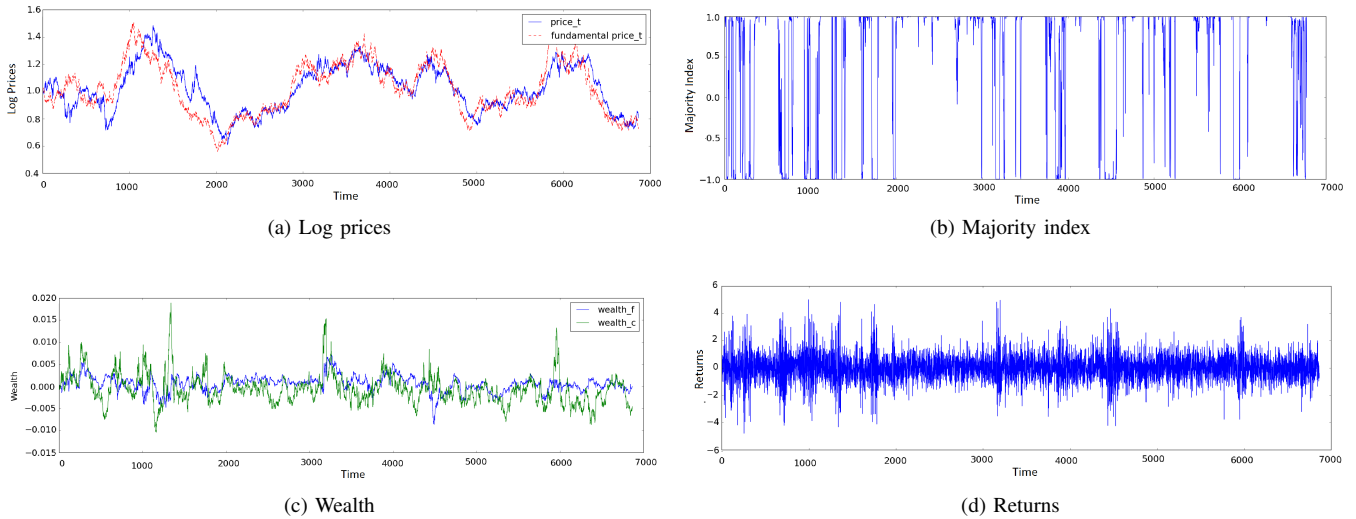 1.6
1.4
1.2
1.0
0.8
0.6
0.4
Log Prices
price_t
fundamental price_t
0 1000 2000 3000 4000 5000 6000 7000
Time
(a) Log prices
1.0
0.5
0.0
−0.5
−1.0
Majority Index
0 1000 2000 3000 4000 5000 6000 7000
Time
(b) Majority index
0.020
0.015
0.010
0.005
0.000
−0.005
−0.010
−0.015
Wealth
wealth_f
wealth_c
0 1000 2000 3000 4000 5000 6000 7000
Time
(c) Wealth
6
4
2
0
−2
−4
−6
Returns
0 1000 2000 3000 4000 5000 6000 7000
Time
(d) Returns